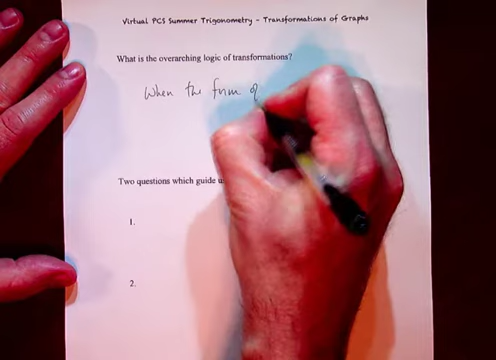 Virtual PCS Summer Trigonometry - Transformations of Graphs
What is the overarching logic of transformations?
When the form of
Two questions which guide
1.
2.